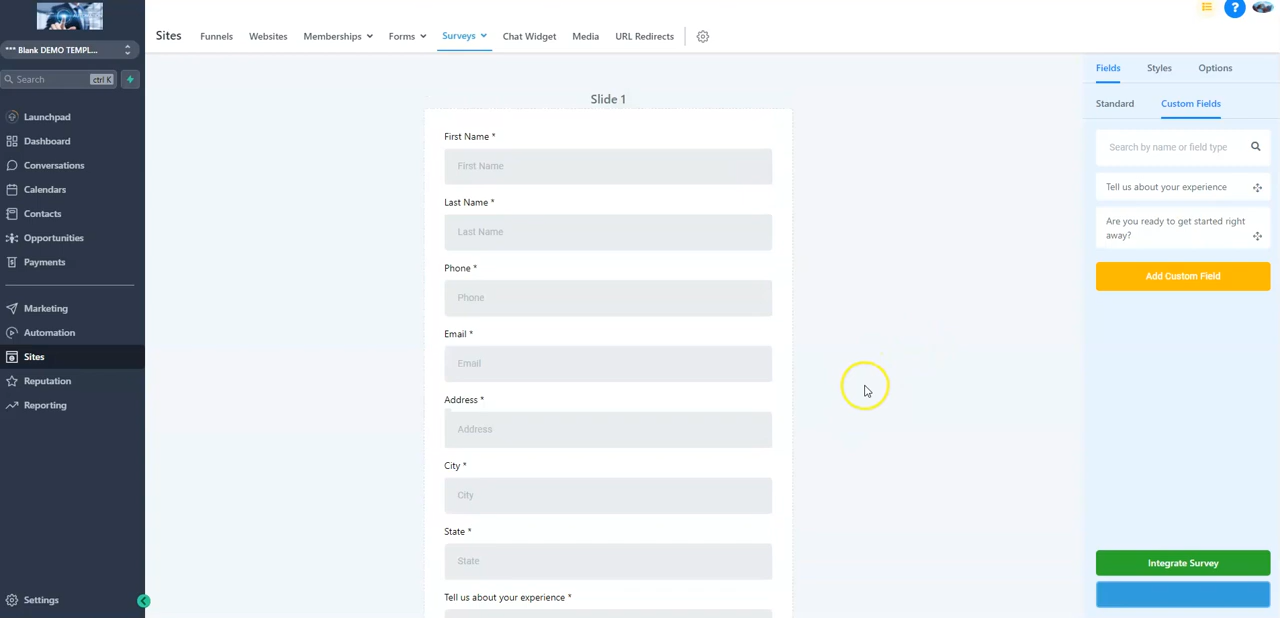 *** Blank DEMO TEMPL...
Search
ctrl K
Launchpad
Dashboard
Conversations
Calendars
Contacts
Opportunities
Payments
Marketing
Automation
Sites
Reputation
Reporting
Settings
Sites
Funnels
Websites
Memberships
Forms
Surveys
Chat Widget
Media
URL Redirects
?
Slide 1
First Name *
First Name
Last Name *
Last Name
Phone *
Phone
Email *
Email
Address *
Address
City *
City
State *
State
Tell us about your experience *
Fields
Styles
Options
Standard
Custom Fields
Search by name or field type
Tell us about your experience
Are you ready to get started right
away?
Add Custom Field
Integrate Survey